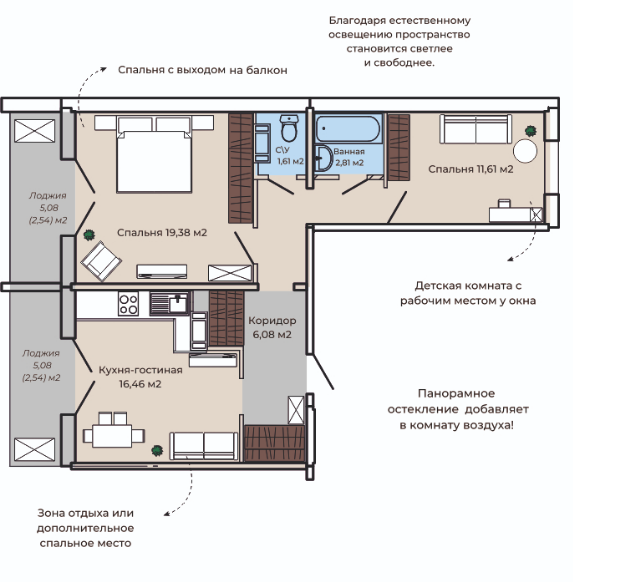 Благодаря естественному
освещению пространство
становится светлее
и свободнее.
Спальня с выходом на балкон
С\У
1,61 м2
Ванная
2,81 м2
Спальня 11,61 м2
Лоджия
5,08
(2,54) м2
Спальня 19,38 м2
Детская комната с
рабочим местом у окна
Коридор
6,08 м2
Лоджия
5,08
(2,54) м2
Кухня-гостиная
16,46 м2
Панорамное
остекление добавляет
в комнату воздуха!
Зона отдыха или
дополнительное
спальное место